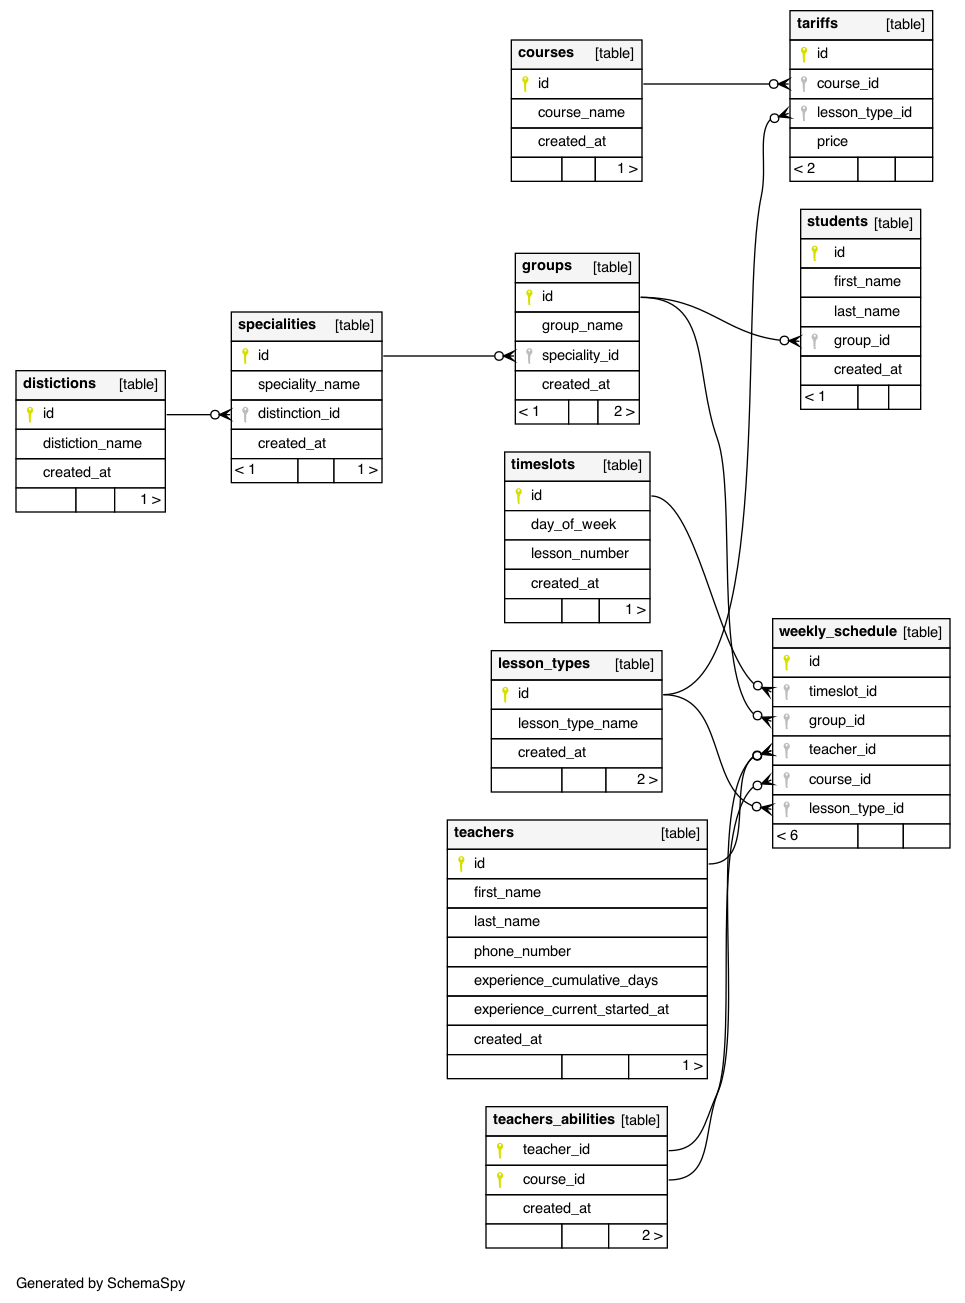 tariffs [table]
id
course_id
lesson_type_id
price
< 2
courses [table]
id
course_name
created_at
1 >
students [table]
id
first_name
last_name
group_id
created_at
< 1
groups [table]
id
group_name
speciality_id
created_at
< 1 2 >
specialities [table]
id
speciality_name
distinction_id
created_at
< 1 1 >
distictions [table]
id
distiction_name
created_at
1 >
timeslots [table]
id
day_of_week
lesson_number
created_at
1 >
weekly_schedule [table]
id
timeslot_id
group_id
teacher_id
course_id
lesson_type_id
< 6
lesson_types [table]
id
lesson_type_name
created_at
2 >
teachers [table]
id
first_name
last_name
phone_number
experience_cumulative_days
experience_current_started_at
created_at
1 >
teachers_abilities [table]
teacher_id
course_id
created_at
2 >
Generated by SchemaSpy